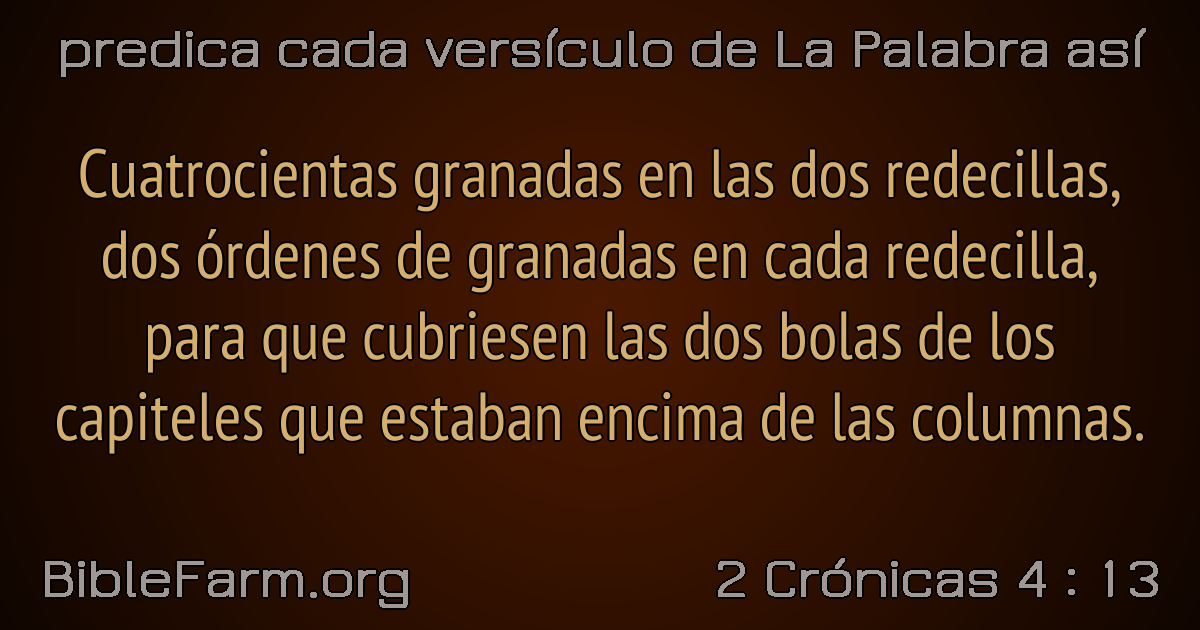 predica cada versículo de La Palabra así
Cuatrocientas granadas en las dos redecillas,
dos órdenes de granadas en cada redecilla,
para que cubriesen las dos bolas de los
capiteles que estaban encima de las columnas.
BibleFarm.org
2 Crónicas 4 : 13